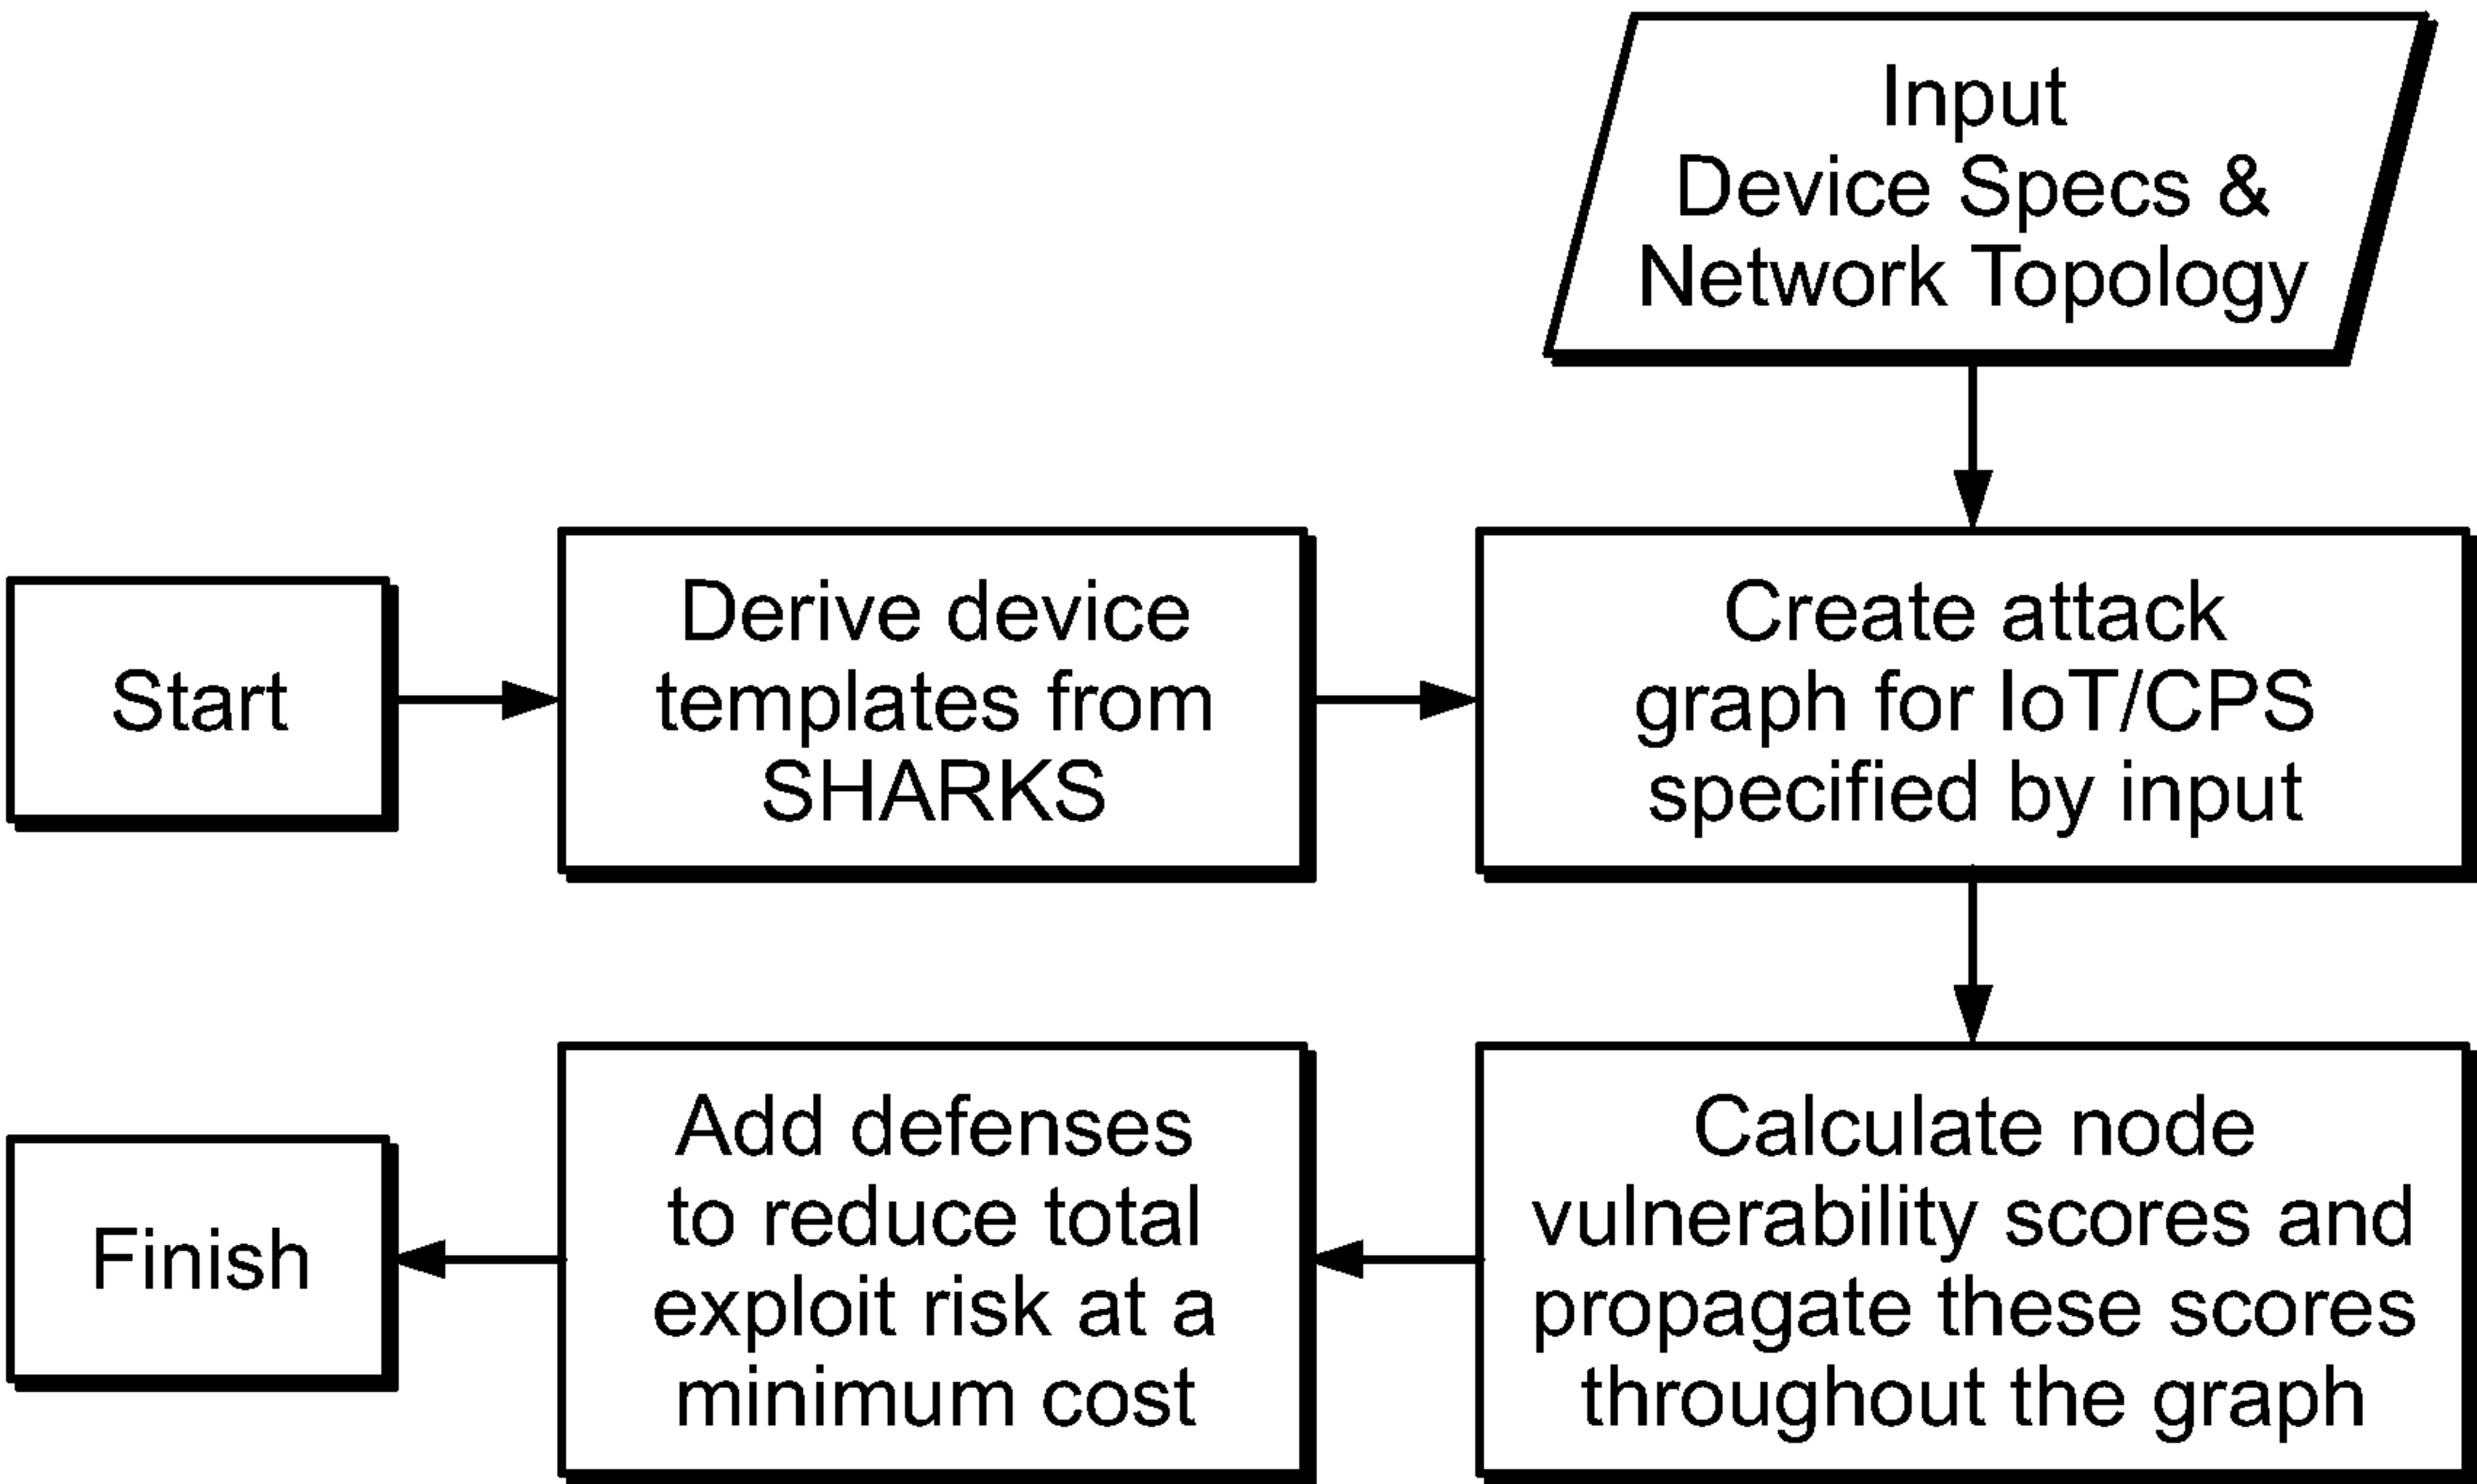 Input
Device Specs &
Network Topology
Start
Derive device
templates from
SHARKS
Create attack
graph for IoT/CPS
specified by input
Calculate node
vulnerability scores and
propagate these scores
throughout the graph
Add defenses
to reduce total
exploit risk at a
minimum cost
Finish